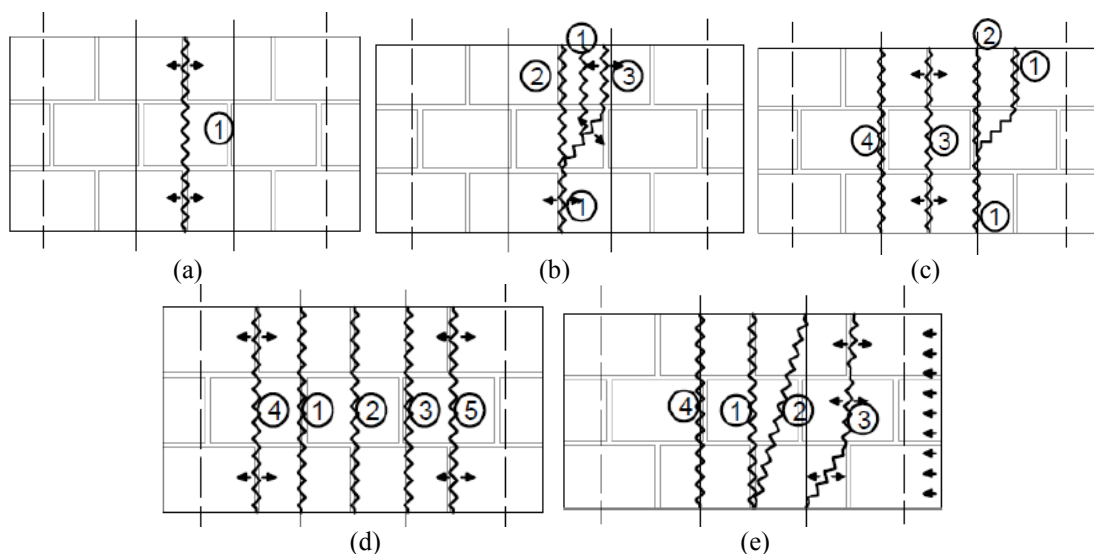 ①
(a)
①
② ③
①
(b)
②
①
④ ③
①
(c)
④ ① ② ③ ⑤
(d)
④ ① ② ③
(e)